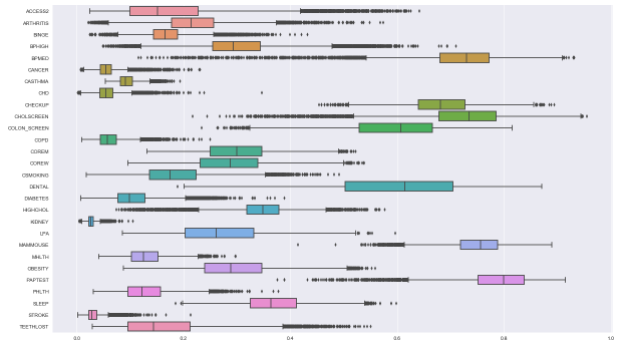 ACCESS2
ARTHRITIS
BINGE
BPHIGH
BPMED
CANCER
CASTHMA
CHD
CHECKUP
CHOLSCREEN
COLON_SCREEN
COPD
COREM
COREW
CSMOKING
DENTAL
DIABETES
HIGHCHOL
KIDNEY
LPA
MAMMOUSE
MHLTH
OBESITY
PAPTEST
PHLTH
SLEEP
STROKE
TEETHLOST
0.0 0.2 0.4 0.6 0.8 1.0